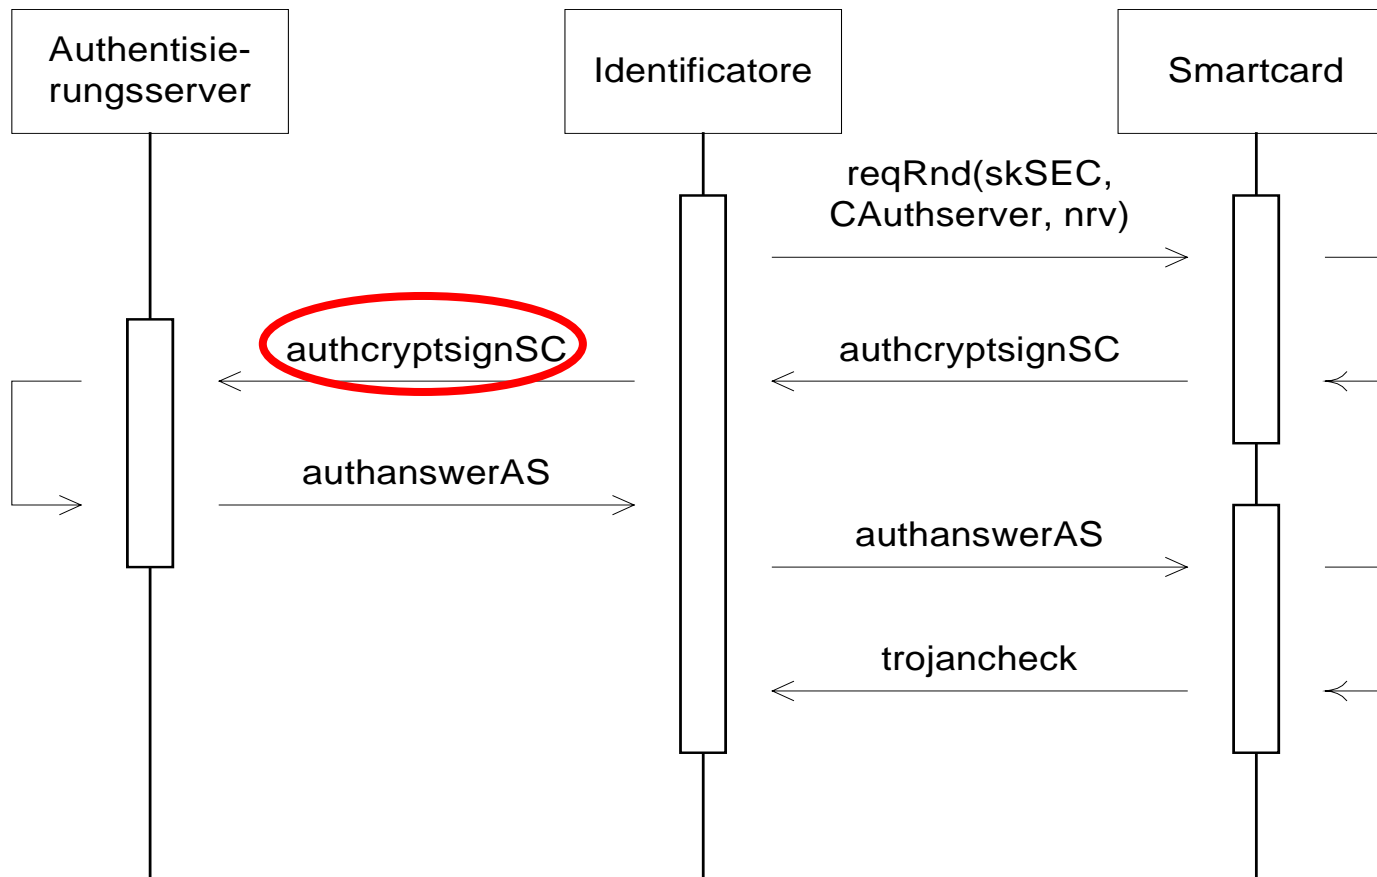 Authentisie-
rungsserver
Identificatore
Smartcard
reqRnd(skSEC,
CAuthserver, nrv)
authcryptsignSC
authcryptsignSC
authanswerAS
authanswerAS
trojancheck